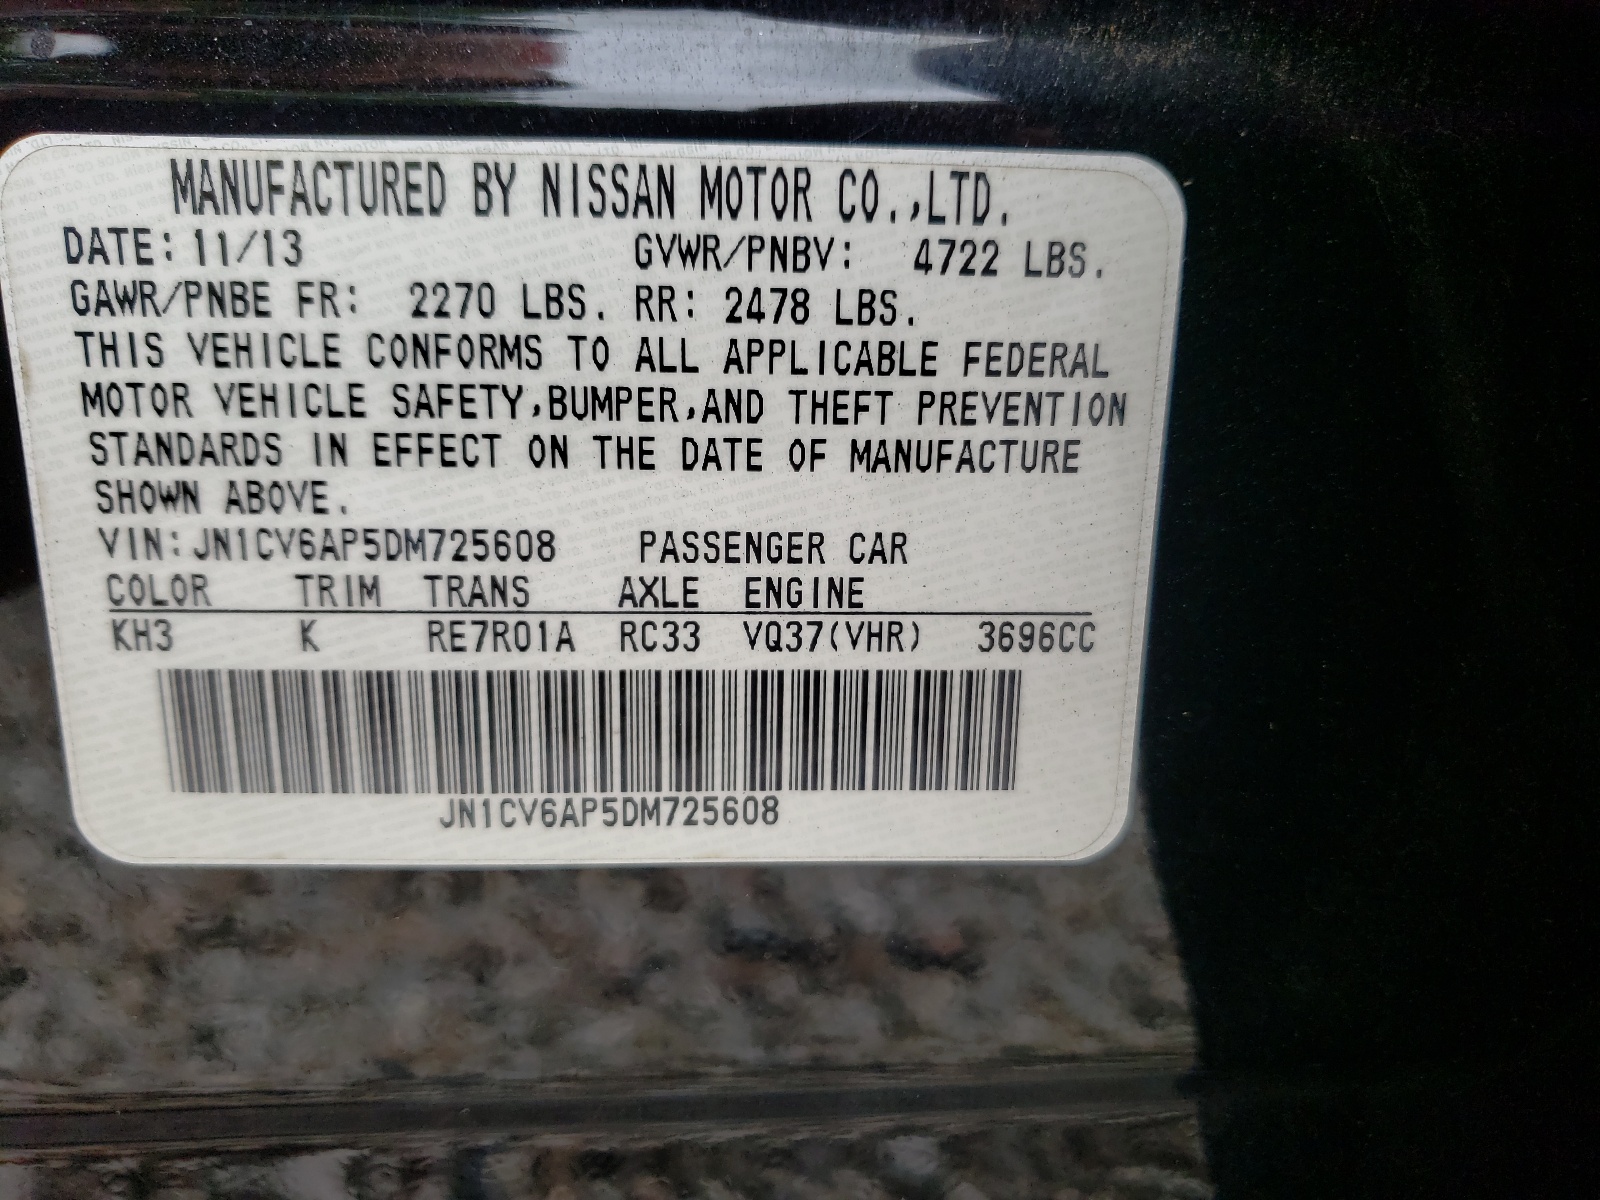 MANUFACTURED BY NISSAN MOTOR CO.,LTD.
DATE: 11/13 GVWR/PNBV: 4722 LBS.
GAWR/PNBE FR: 2270 LBS. RR: 2478 LBS.
THIS VEHICLE CONFORMS TO ALL APPLICABLE FEDERAL
MOTOR VEHICLE SAFETY,BUMPER,AND THEFT PREVENTION
STANDARDS IN EFFECT ON THE DATE OF MANUFACTURE
SHOWN ABOVE.
VIN: JN1CV6AP5DM725608 PASSENGER CAR
COLOR TRIM TRANS AXLE ENGINE
KH3 K RE7R01A RC33 VQ37(VHR) 3696CC
JN1CV6AP5DM725608